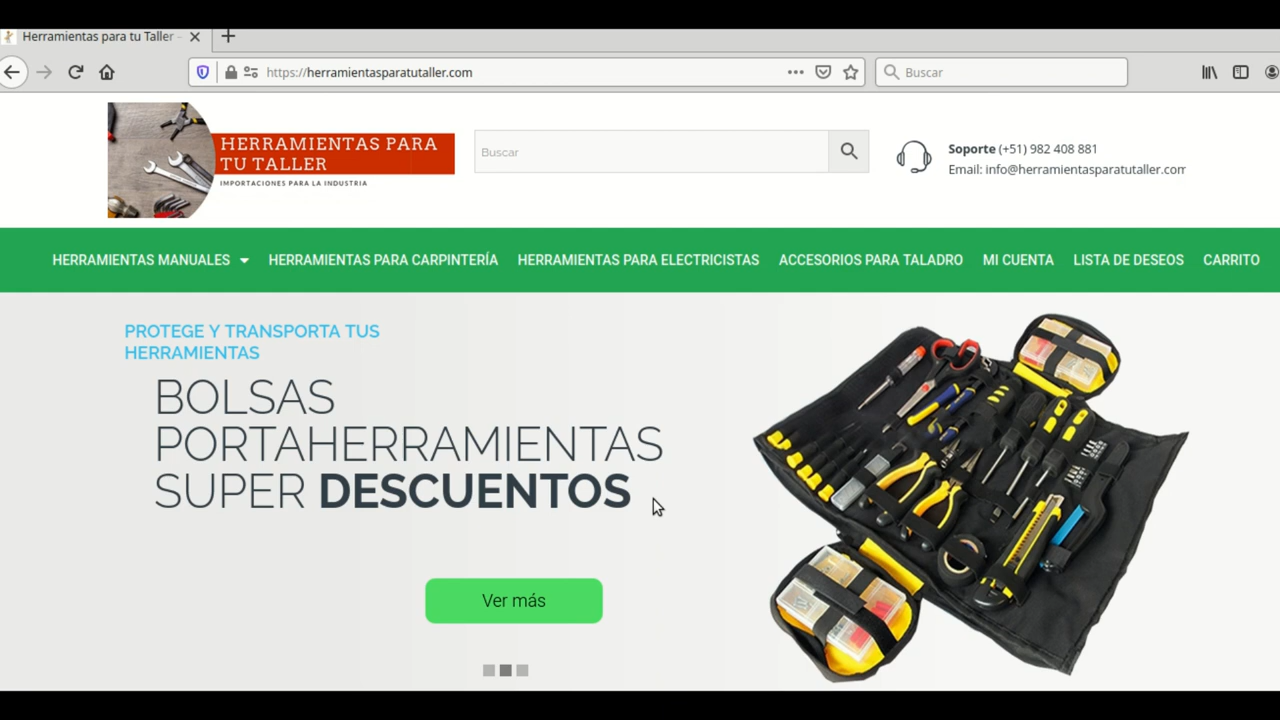 Herramientas para tu Taller -
https://herramientasparatutaller.com
Buscar
HERRAMIENTAS PARA
TU TALLER
IMPORTACIONES PARA LA INDUSTRIA
Buscar
Soporte (+51) 982 408 881
Email: info@herramientasparatutaller.com
HERRAMIENTAS MANUALES HERRAMIENTAS PARA CARPINTERÍA HERRAMIENTAS PARA ELECTRICISTAS ACCESORIOS PARA TALADRO MI CUENTA LISTA DE DESEOS CARRITO
PROTEGE Y TRANSPORTA TUS
HERRAMIENTAS
BOLSAS
PORTAHERRAMIENTAS
SUPER DESCUENTOS
Ver más